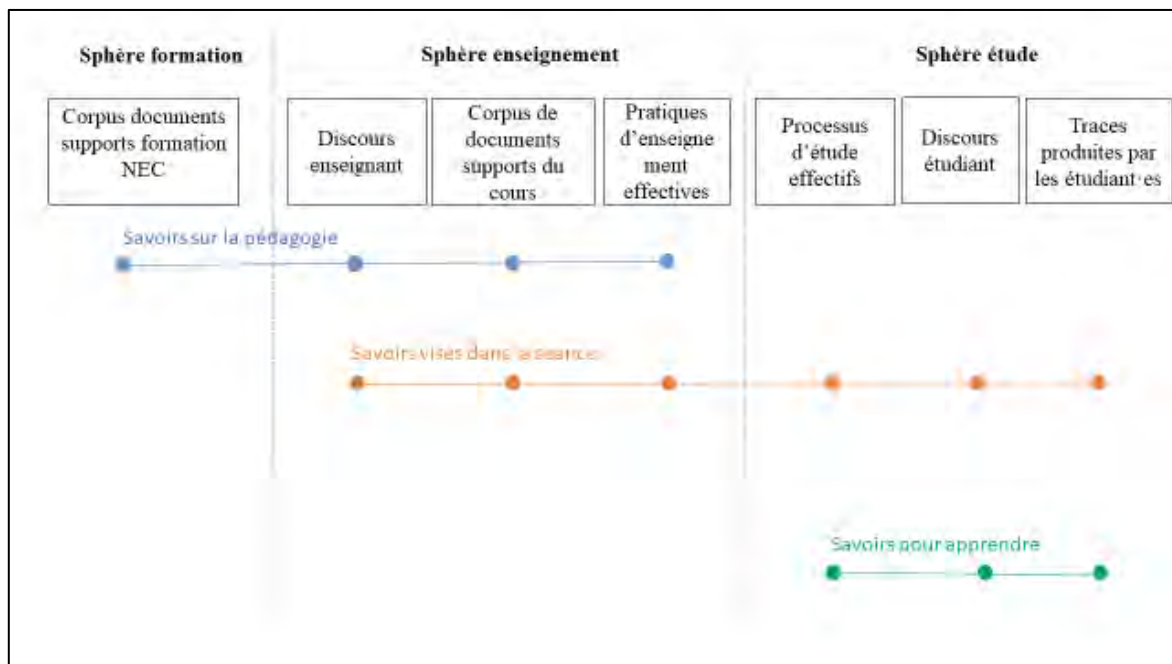 Sphère formation
Sphère enseignement
Sphère étude
Corpus documents
supports formation
NEC
Discours
enseignant
Corpus de
documents
supports du
cours
Pratiques
d'enseigne
ment
effectives
Processus
d'étude
effectifs
Discours
étudiant
Traces
produites par
les étudiant·es
Savoirs sur la pédagogie
Savoirs visés dans la séance
Savoirs pour apprendre